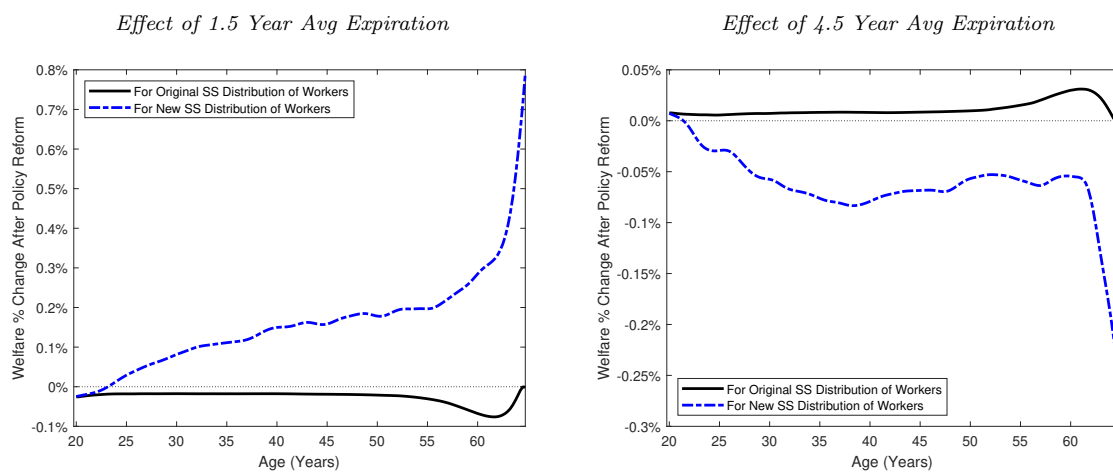 Effect of 1.5 Year Avg Expiration
0.8%
0.7%
0.6%
0.5%
0.4%
0.3%
0.2%
0.1%
0%
-0.1%
Welfare % Change After Policy Reform
For Original SS Distribution of Workers
For New SS Distribution of Workers
20 25 30 35 40 45 50 55 60
Age (Years)
Effect of 4.5 Year Avg Expiration
0.05%
0.0%
-0.05%
-0.1%
-0.15%
-0.2%
-0.25%
-0.3%
Welfare % Change After Policy Reform
For Original SS Distribution of Workers
For New SS Distribution of Workers
20 25 30 35 40 45 50 55 60
Age (Years)